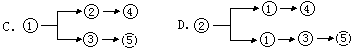 ① ② ④ ① ④
C. D. ②
③ ⑤ ① ③ ⑤